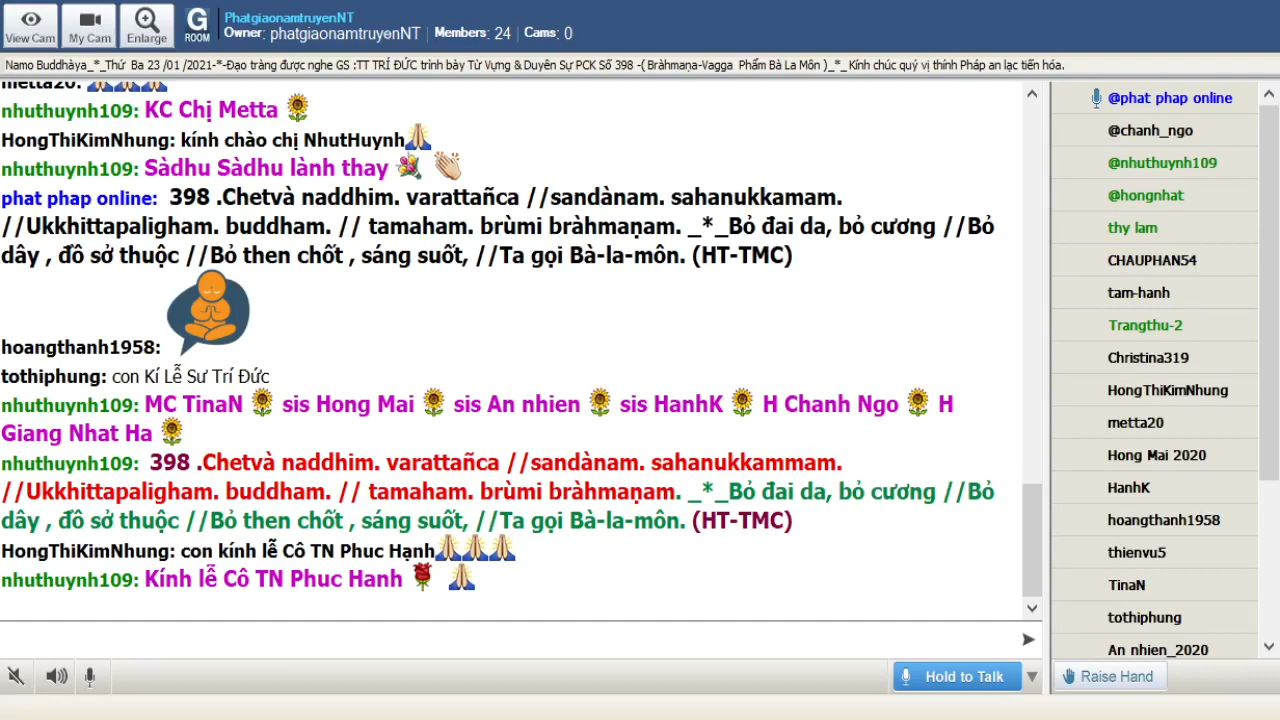 View Cam
My Cam
Enlarge
G
ROOM
PhatgiaonamtruyenNT
Owner: phatgiaonamtruyenNT | Members: 24 | Cams: 0
Namo Buddhàya_*_Thứ Ba 23 /01 /2021-*-Đạo tràng được nghe GS :TT TRÍ ĐỨC trình bày Từ Vựng & Duyên Sự PCK Số 398 -( Bràhmaṇa-Vagga Phẩm Bà La Môn )_*_ Kính chúc quý vị thính Pháp an lạc tiến hóa.
metta20:
nhuthuynh109: KC Chị Metta
HongThiKimNhung: kính chào chị NhutHuynh
nhuthuynh109: Sàdhu Sàdhu lành thay
phat phap online: 398 .Chetvà naddhim. varattañca //sandànam. sahanukkamam.
//Ukkhittapaligham. buddham. // tamaham. brùmi bràhmaṇam. _*_Bỏ đai da, bỏ cương //Bỏ
dây , đồ sở thuộc //Bỏ then chốt , sáng suốt, //Ta gọi Bà-la-môn. (HT-TMC)
hoangthanh1958:
tothiphung: con Kí Lễ Sư Trí Đức
nhuthuynh109: MC TinaN sis Hong Mai sis An nhien sis HanhK H Chanh Ngo H
Giang Nhat Ha
nhuthuynh109: 398 .Chetvà naddhim. varattañca //sandànam. sahanukkammam.
//Ukkhittapaligham. buddham. // tamaham. brùmi bràhmaṇam. _*_Bỏ đai da, bỏ cương //Bỏ
dây , đồ sở thuộc //Bỏ then chốt , sáng suốt, //Ta gọi Bà-la-môn. (HT-TMC)
HongThiKimNhung: con kính lễ Cô TN Phuc Hạnh
nhuthuynh109: Kính lễ Cô TN Phuc Hanh
@phat phap online
@chanh_ngo
@nhuthuynh109
@hongnhat
thy lam
CHAUPHAN54
tam-hanh
Trangthu-2
Christina319
HongThiKimNhung
metta20
Hong Mai 2020
HanhK
hoangthanh1958
thienvu5
TinaN
tothiphung
An nhien_2020
Hold to Talk
Raise Hand